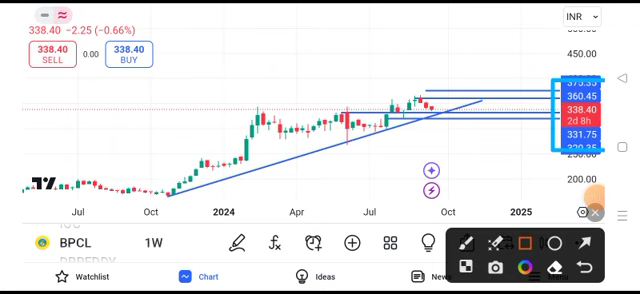 INR
338.40 −2.25 (−0.66%)
338.40
SELL
0.00
338.40
BUY
450.00
360.45
338.40
2d 8h
331.75
200.00
Jul
Oct
2024
Apr
Jul
Oct
2025
BPCL
1W
Watchlist
Chart
Ideas
News